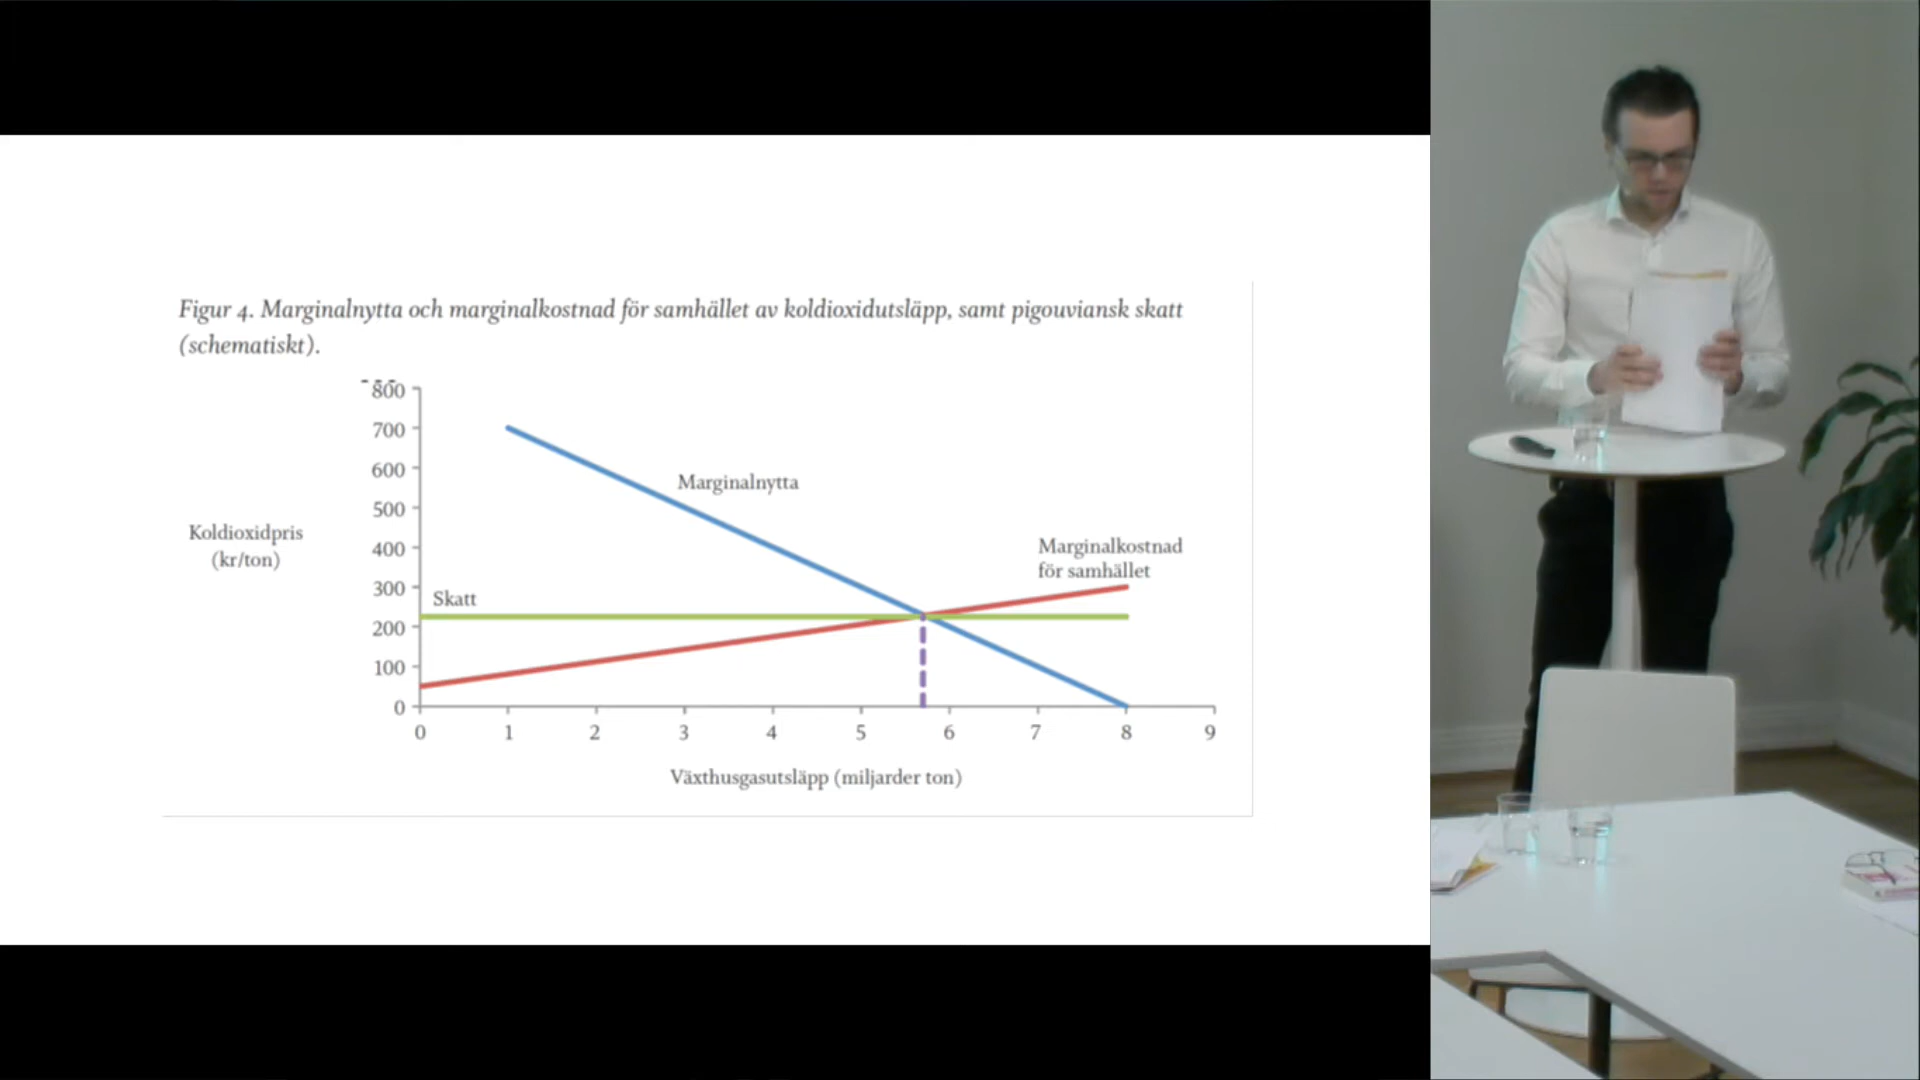 Figur 4. Marginalnytta och marginalkostnad för samhället av koldioxidutsläpp, samt pigouviansk skatt
(schematiskt).
800
700
Marginalnytta
600
500
Koldioxidpris
(kr/ton)
Marginalkostnad
för samhället
400
300
Skatt
200
100
0
0 1 2 3 4 5 6 7 8 9
Växthusgasutsläpp (miljarder ton)